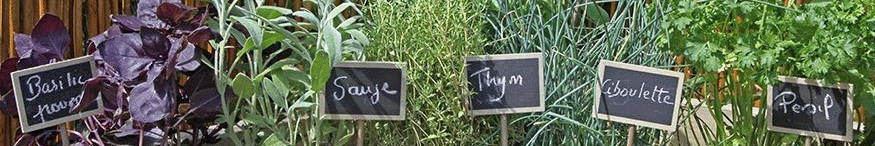 Basilic
pourpre
Sauge
Thym
Ciboulette
Persil